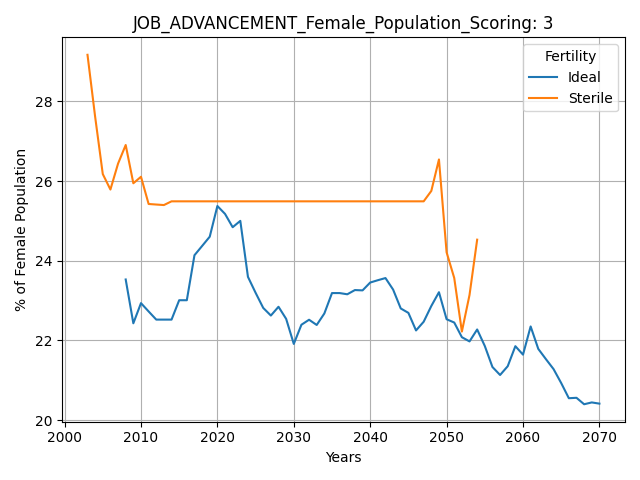 JOB_ADVANCEMENT_Female_Population_Scoring: 3
Fertility
Ideal
Sterile
% of Female Population
28
26
24
22
20
2000 2010 2020 2030 2040 2050 2060 2070
Years